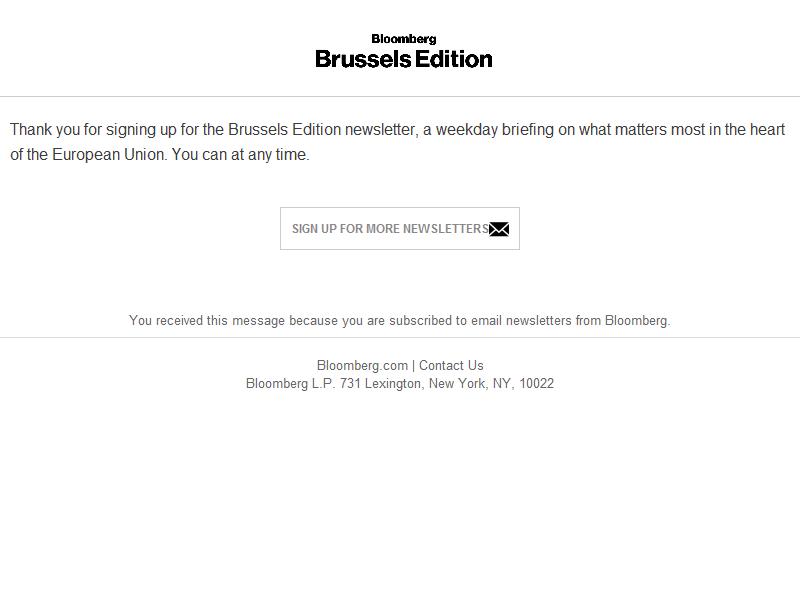 Bloomberg
Brussels Edition
Thank you for signing up for the Brussels Edition newsletter, a weekday briefing on what matters most in the heart
of the European Union. You can at any time.
SIGN UP FOR MORE NEWSLETTERS
You received this message because you are subscribed to email newsletters from Bloomberg.
Bloomberg.com | Contact Us
Bloomberg L.P. 731 Lexington, New York, NY, 10022